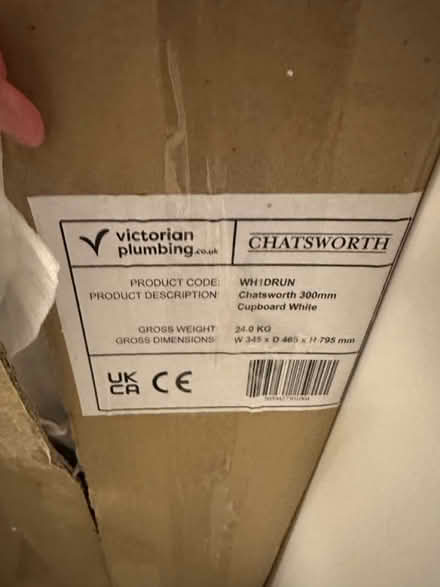 victorian
plumbing.co.uk
CHATSWORTH
PRODUCT CODE: WH1DRUN
PRODUCT DESCRIPTION: Chatsworth 300mm
Cupboard White
GROSS WEIGHT 24.0 KG
GROSS DIMENSIONS W 345 x D 465 x H 795 mm
UK
CA CE